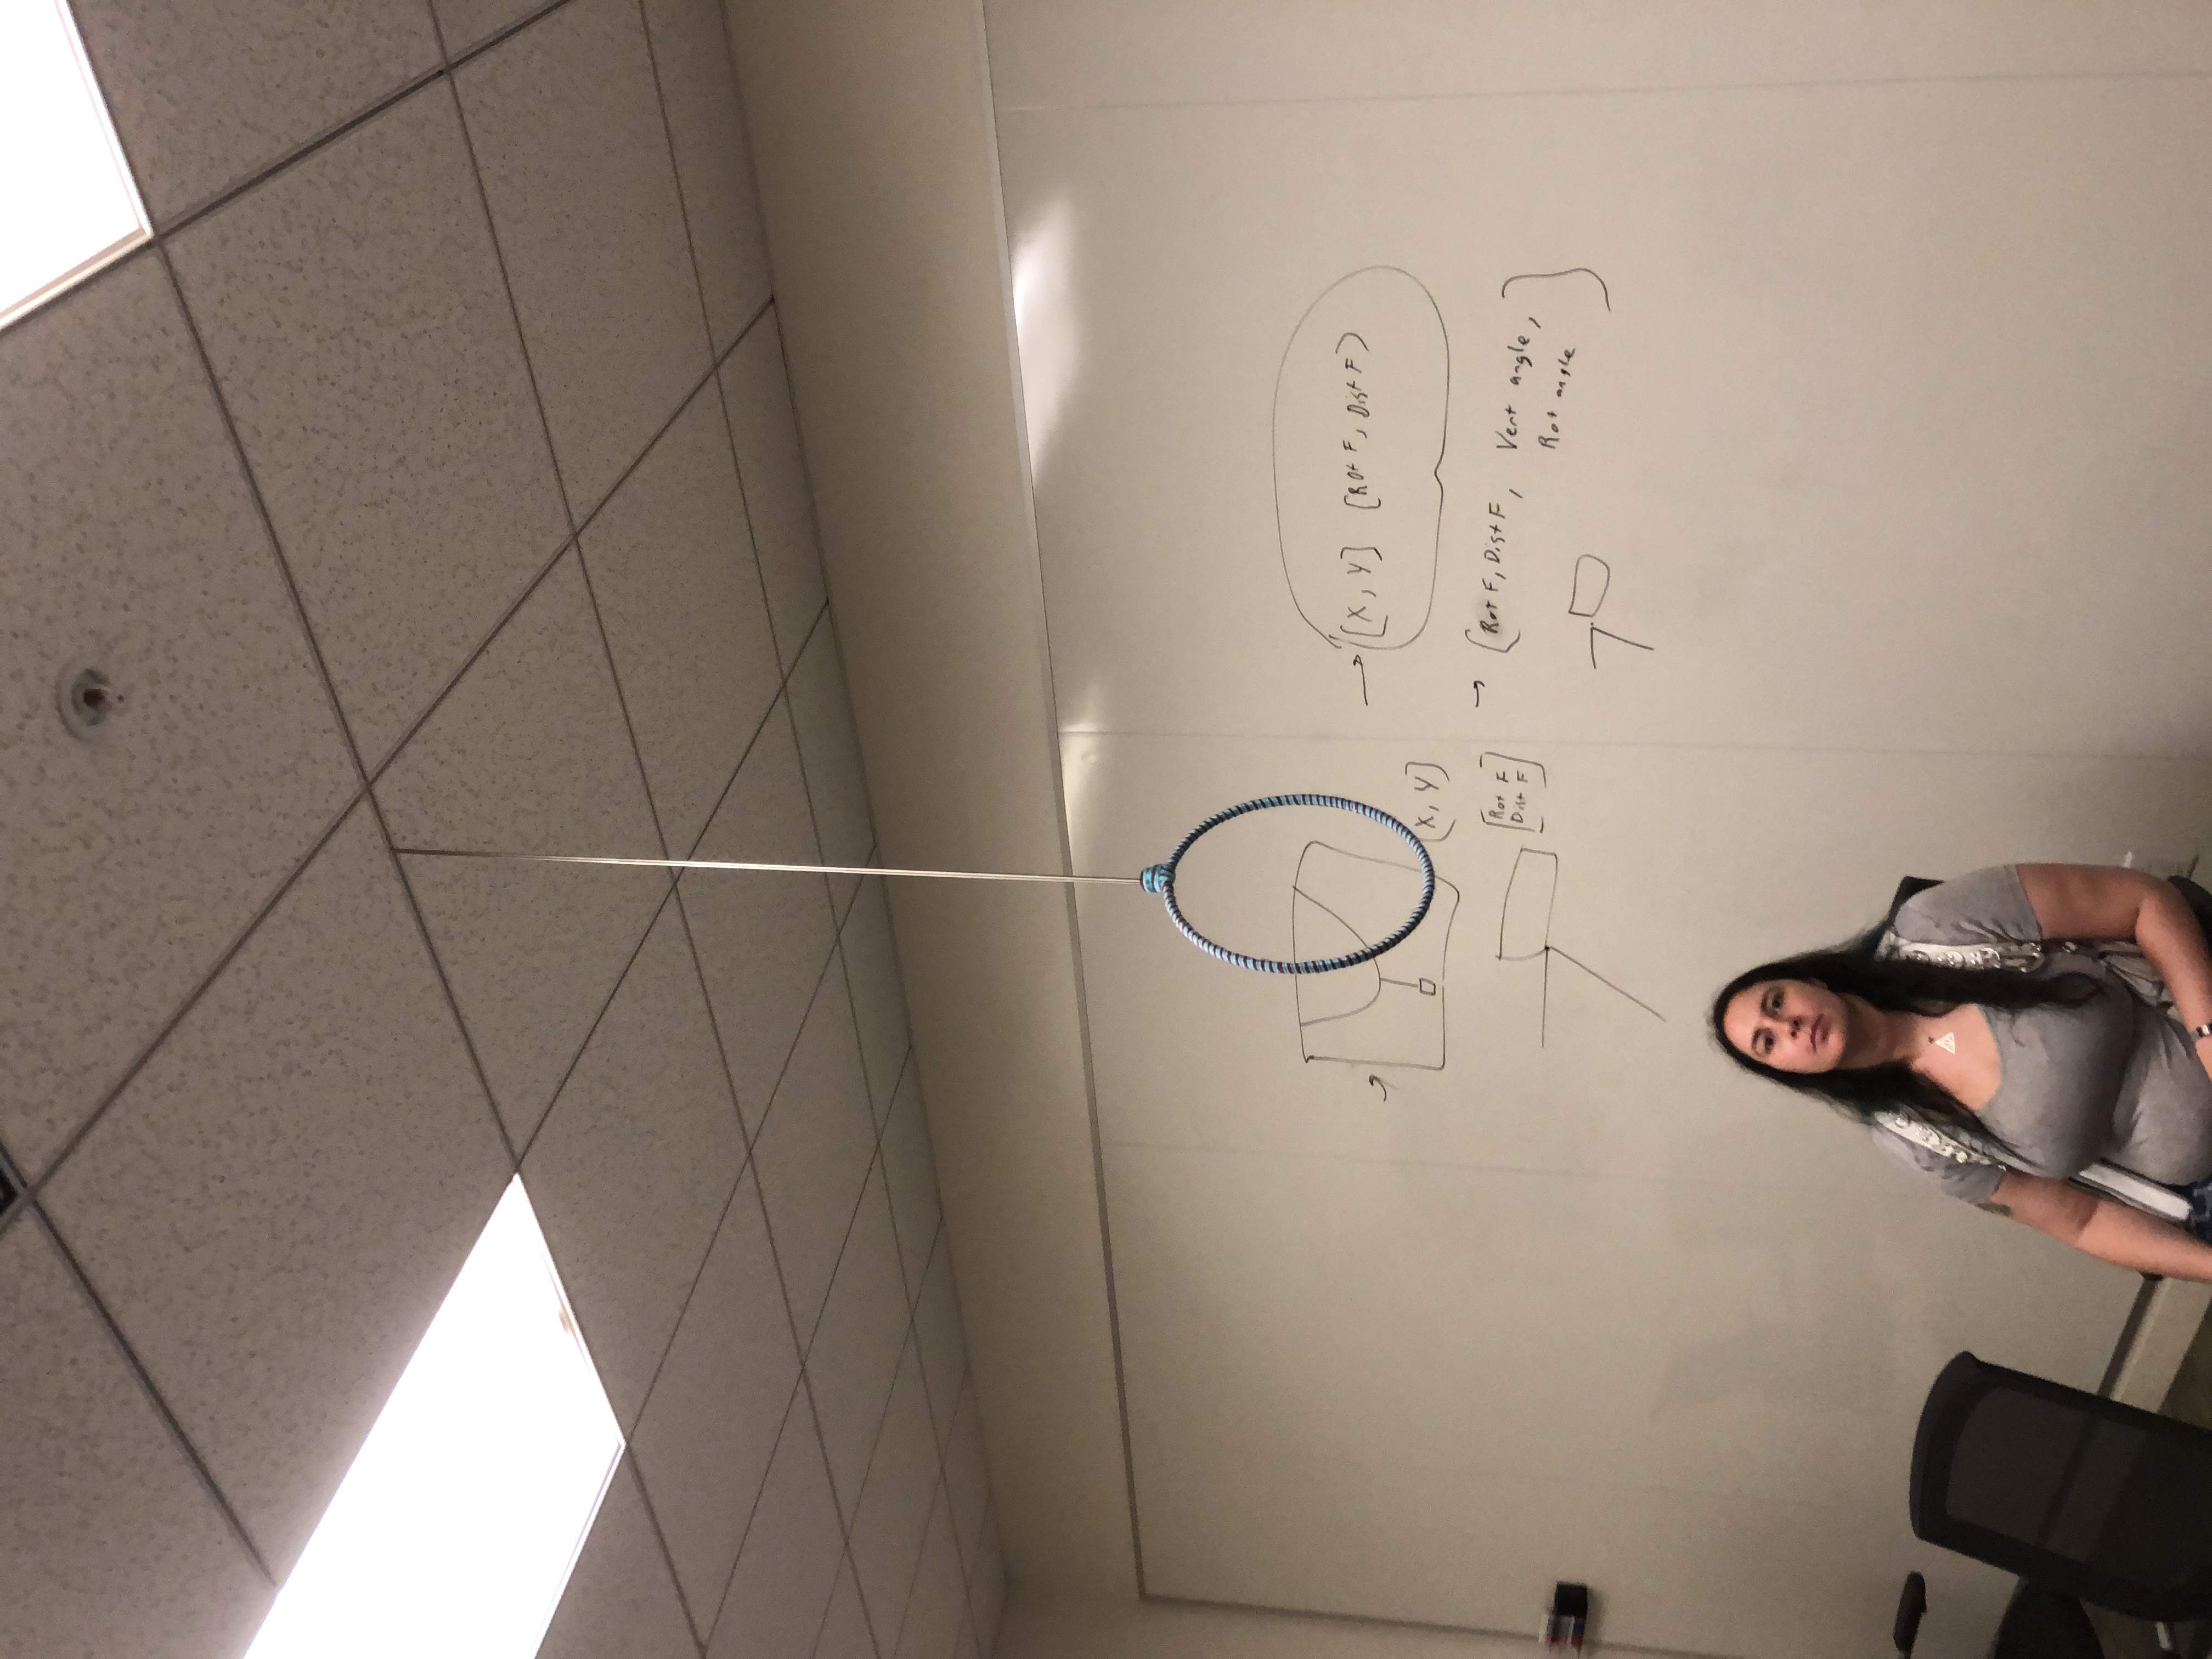 [X, Y] [Rot F, Dist F)
(X, Y]
[Rot F, Dist F, Vert angle,
Rot angle ]
[Rot F
Dist F]